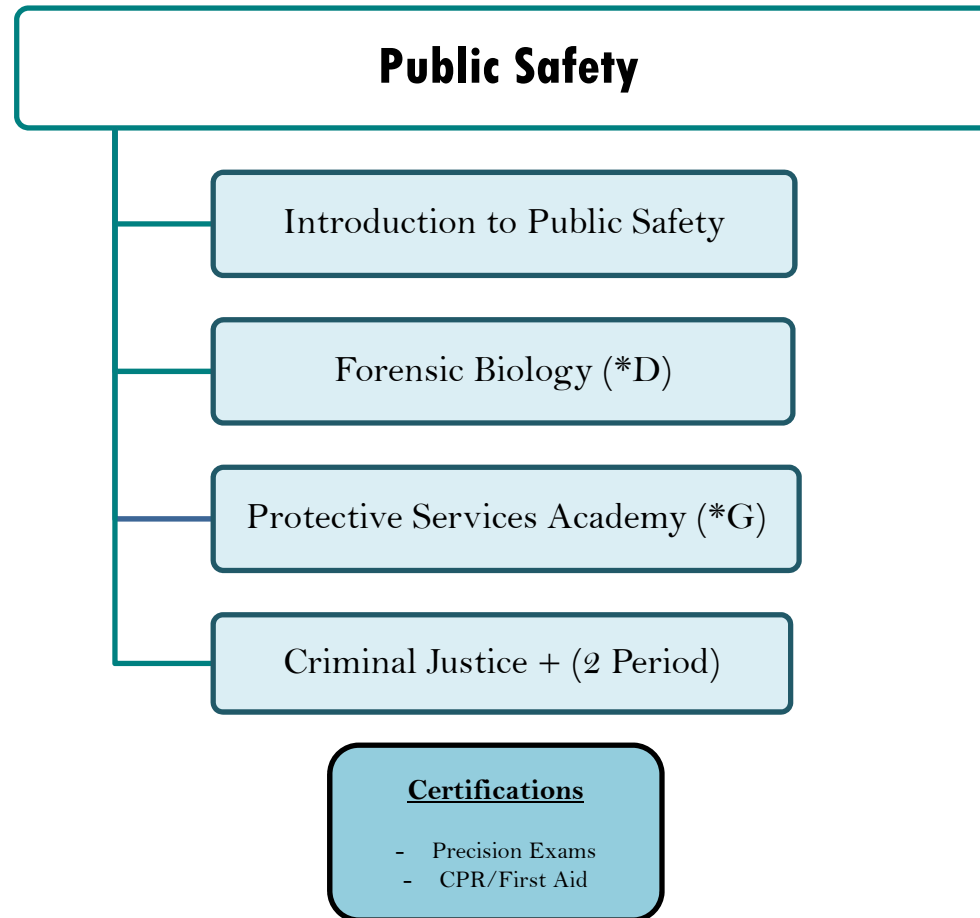 Public Safety
Introduction to Public Safety
Forensic Biology (*D)
Protective Services Academy (*G)
Criminal Justice + (2 Period)
Certifications
- Precision Exams
- CPR/First Aid